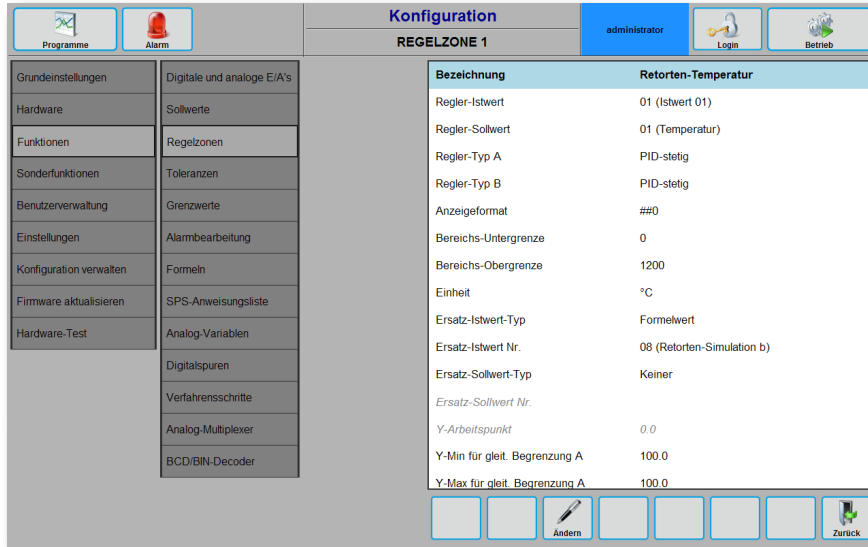 Konfiguration
REGELZONE 1
Programme
Alarm
administrator
Login
Betrieb
Grundeinstellungen
Hardware
Funktionen
Sonderfunktionen
Benutzerverwaltung
Einstellungen
Konfiguration verwalten
Firmware aktualisieren
Hardware-Test
Digitale und analoge E/A's
Sollwerte
Regelzonen
Toleranzen
Grenzwerte
Alarmbearbeitung
Formeln
SPS-Anweisungsliste
Analog-Variablen
Digitalspuren
Verfahrensschritte
Analog-Multiplexer
BCD/BIN-Decoder
Bezeichnung Retorten-Temperatur
Regler-Istwert 01 (Istwert 01)
Regler-Sollwert 01 (Temperatur)
Regler-Typ A PID-stetig
Regler-Typ B PID-stetig
Anzeigeformat ##0
Bereichs-Untergrenze 0
Bereichs-Obergrenze 1200
Einheit °C
Ersatz-Istwert-Typ Formelwert
Ersatz-Istwert Nr. 08 (Retorten-Simulation b)
Ersatz-Sollwert-Typ Keiner
Ersatz-Sollwert Nr.
Y-Arbeitspunkt 0.0
Y-Min für gleit. Begrenzung A 100.0
Y-Max für gleit. Begrenzung A 100.0
Ändern
Zurück